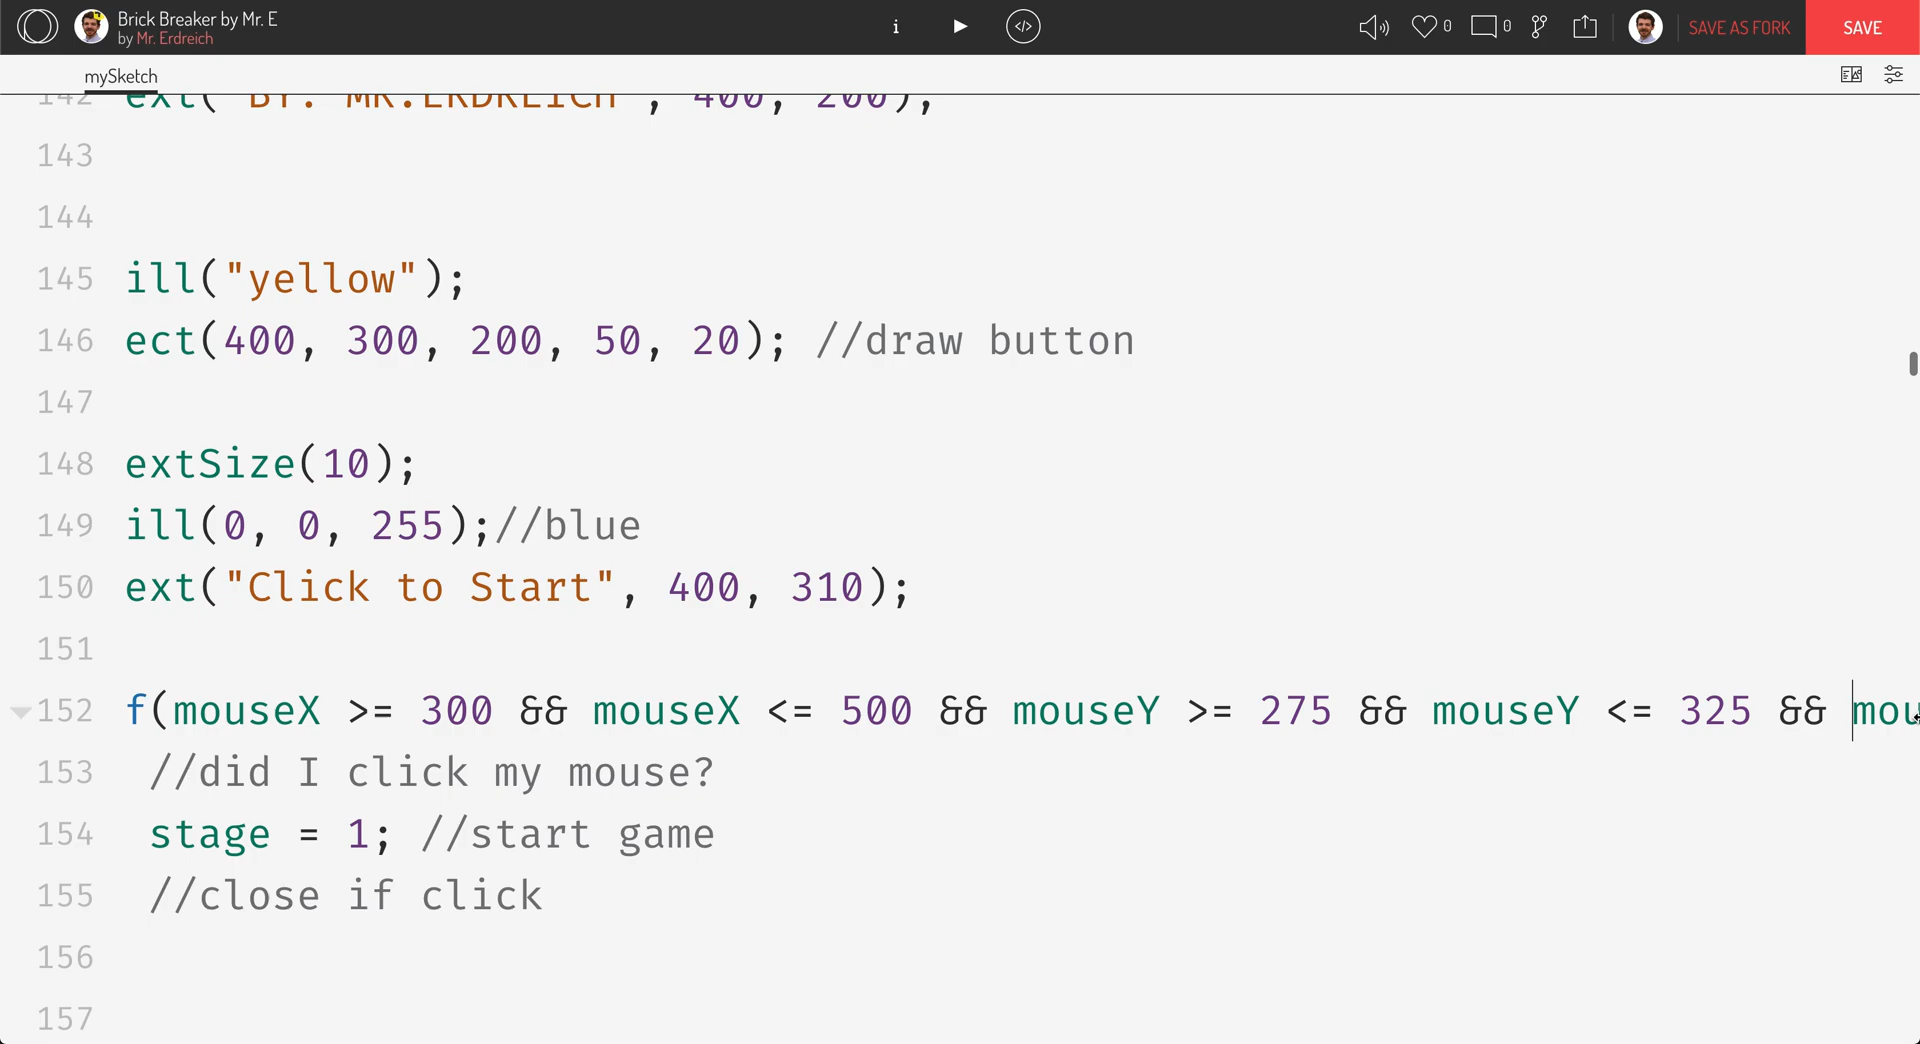 Brick Breaker by Mr. E
by Mr. Erdreich
i
</>
0
0
SAVE AS FORK
SAVE
mySketch
142 ext("BY: MR.ERDREICH", 400, 200);
143
144
145 ill("yellow");
146 ect(400, 300, 200, 50, 20); //draw button
147
148 extSize(10);
149 ill(0, 0, 255);//blue
150 ext("Click to Start", 400, 310);
151
152 f(mouseX >= 300 && mouseX <= 500 && mouseY >= 275 && mouseY <= 325 && mou
153 //did I click my mouse?
154 stage = 1; //start game
155 //close if click
156
157